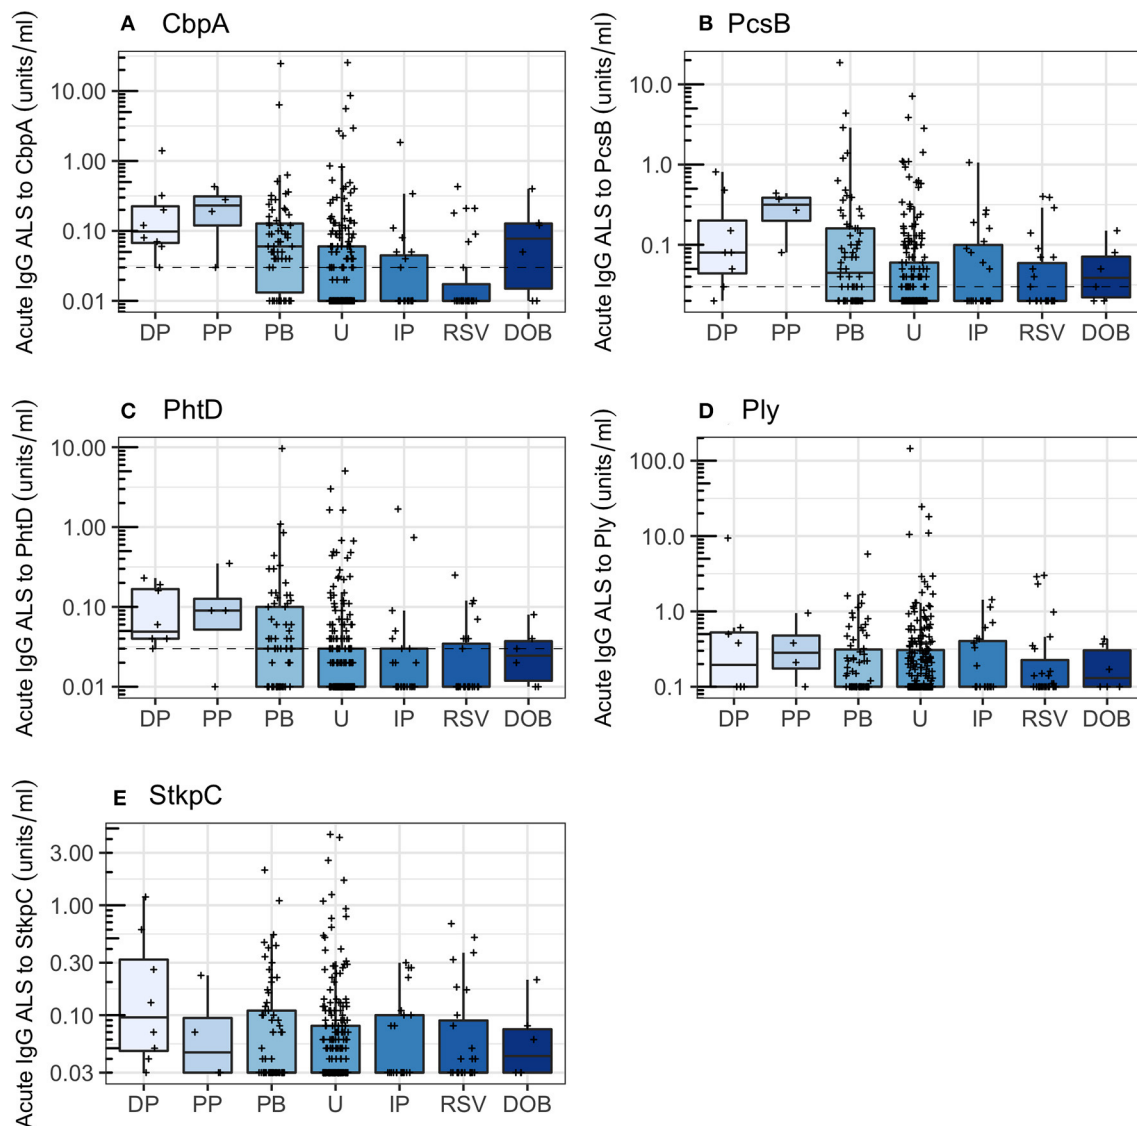 A CbpA
Acute IgG ALS to CbpA (units/ml)
10.00
1.00
0.10
0.01
DP PP PB U IP RSV DOB
B PcsB
Acute IgG ALS to PcsB (units/ml)
10.0
1.0
0.1
DP PP PB U IP RSV DOB
C PhtD
Acute IgG ALS to PhtD (units/ml)
10.00
1.00
0.10
0.01
DP PP PB U IP RSV DOB
D Ply
Acute IgG ALS to Ply (units/ml)
100.0
10.0
1.0
0.1
DP PP PB U IP RSV DOB
E StkpC
Acute IgG ALS to StkpC (units/ml)
3.00
1.00
0.30
0.10
0.03
DP PP PB U IP RSV DOB